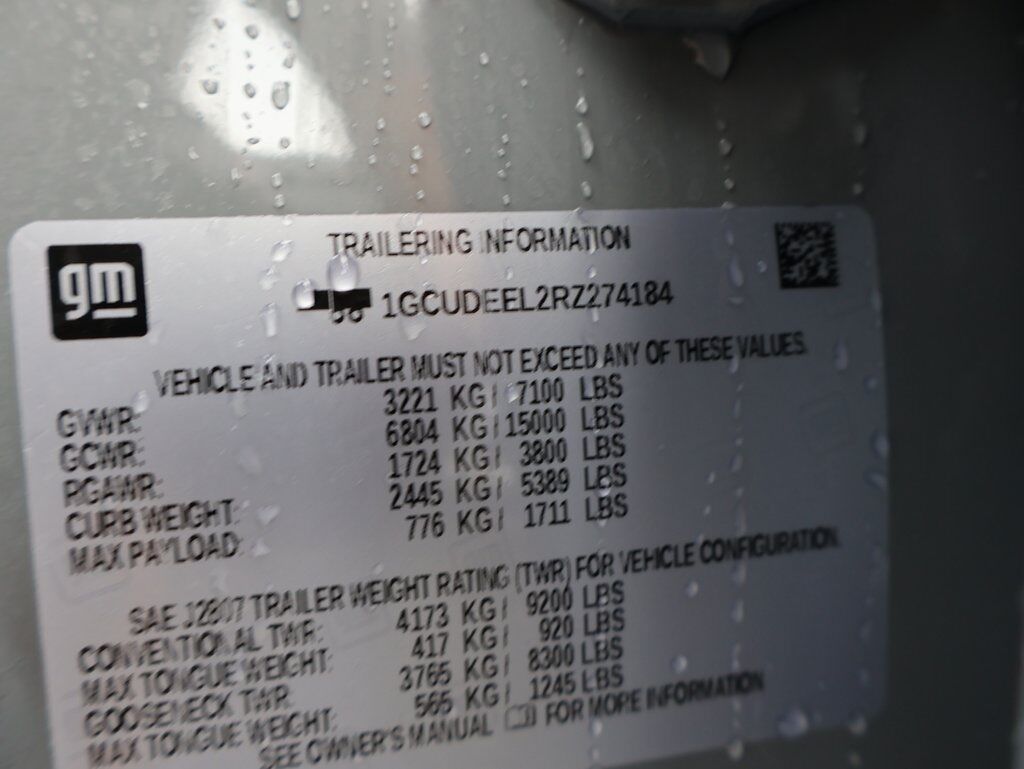 gm
TRAILERING INFORMATION
1GCUDEEL2RZ274184
VEHICLE AND TRAILER MUST NOT EXCEED ANY OF THESE VALUES.
GVWR: 3221 KG / 7100 LBS
GCWR: 6804 KG / 15000 LBS
RGAWR: 1724 KG / 3800 LBS
CURB WEIGHT: 2445 KG / 5389 LBS
MAX PAYLOAD: 776 KG / 1711 LBS
SAE J2807 TRAILER WEIGHT RATING (TWR) FOR VEHICLE CONFIGURATION.
CONVENTIONAL TWR: 4173 KG / 9200 LBS
MAX TONGUE WEIGHT: 417 KG / 920 LBS
GOOSENECK TWR: 3765 KG / 8300 LBS
MAX TONGUE WEIGHT: 565 KG / 1245 LBS
SEE OWNER'S MANUAL FOR MORE INFORMATION